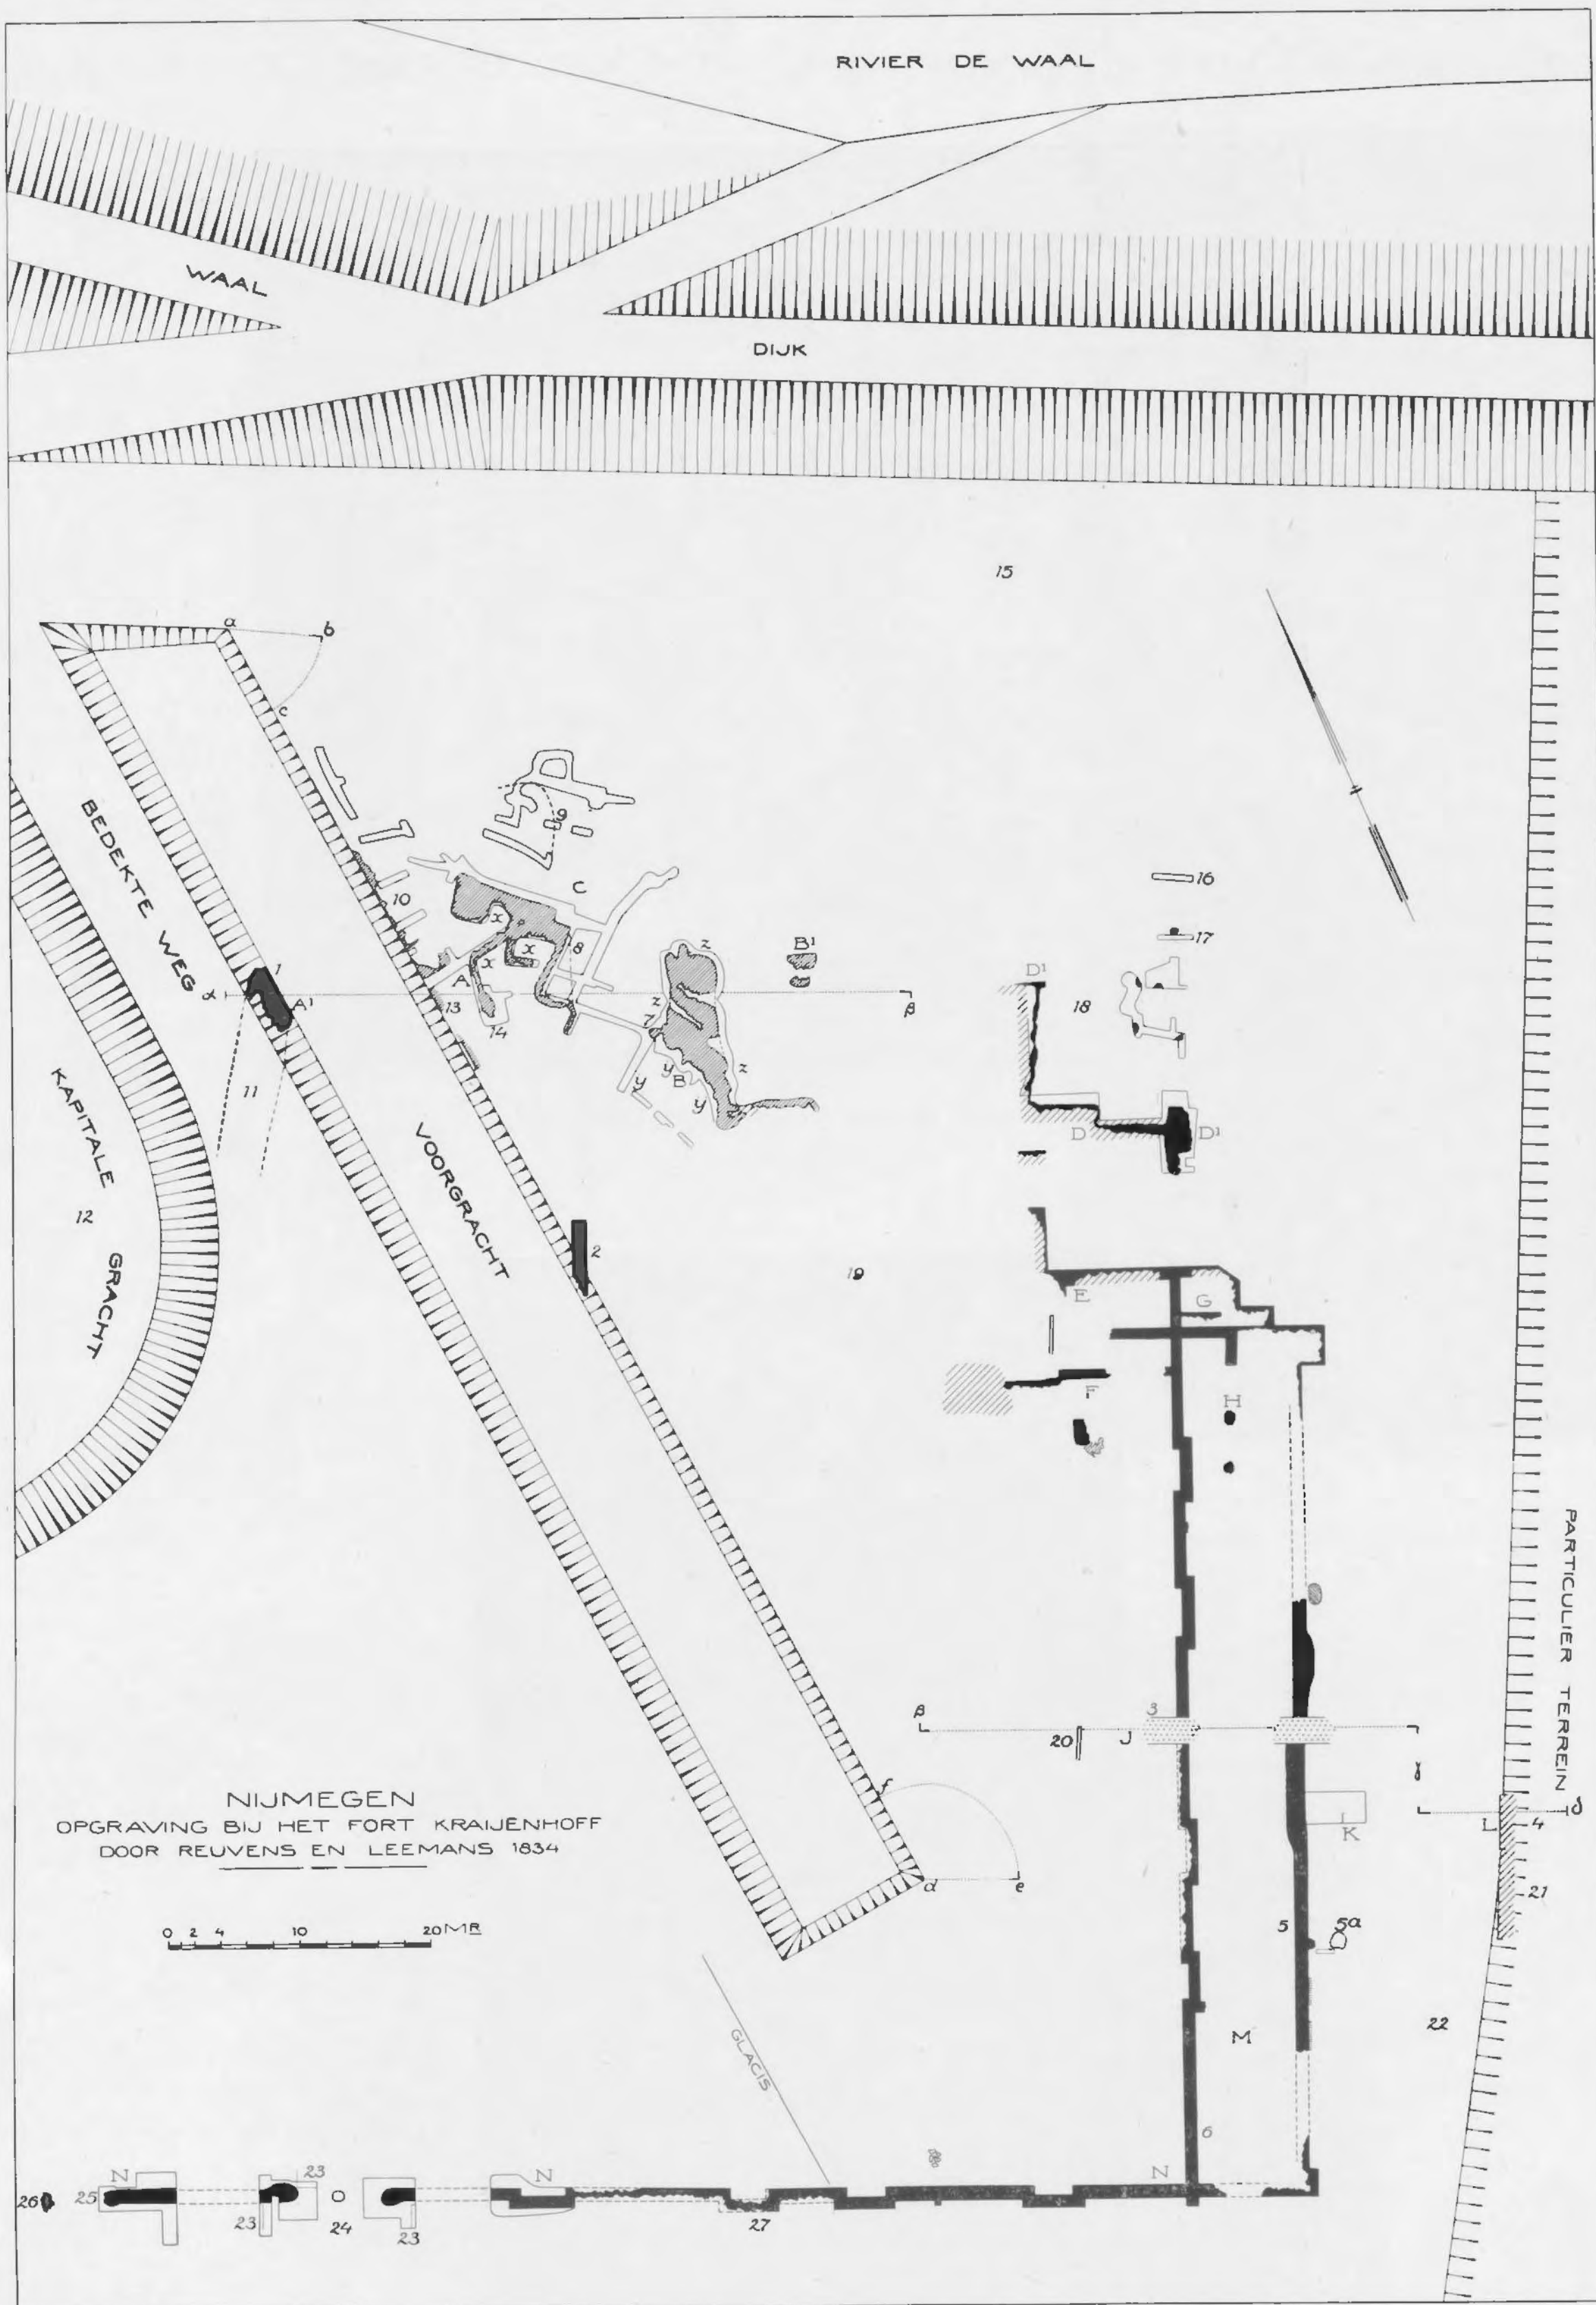 RIVIER DE WAAL
WAAL
DIJK
15
a
b
c
BEDEKTE WEG
9
C
16
10
x
x
8
17
z
B¹
D¹
1
A
x
18
α
A¹
13
z
β
14
7
11
y
B
z
y
y
D
D¹
KAPITALE
12
GRACHT
VOORGRACHT
2
19
E
G
F
H
PARTICULIER TERREIN
β
3
20
J
γ
f
δ
L
4
K
NIJMEGEN
OPGRAVING BIJ HET FORT KRAIJENHOFF
DOOR REUVENS EN LEEMANS 1834
d
e
21
5
5a
0 2 4 10 20 MR
22
M
GLACIS
6
N
23
N
N
26
25
23
24
23
27